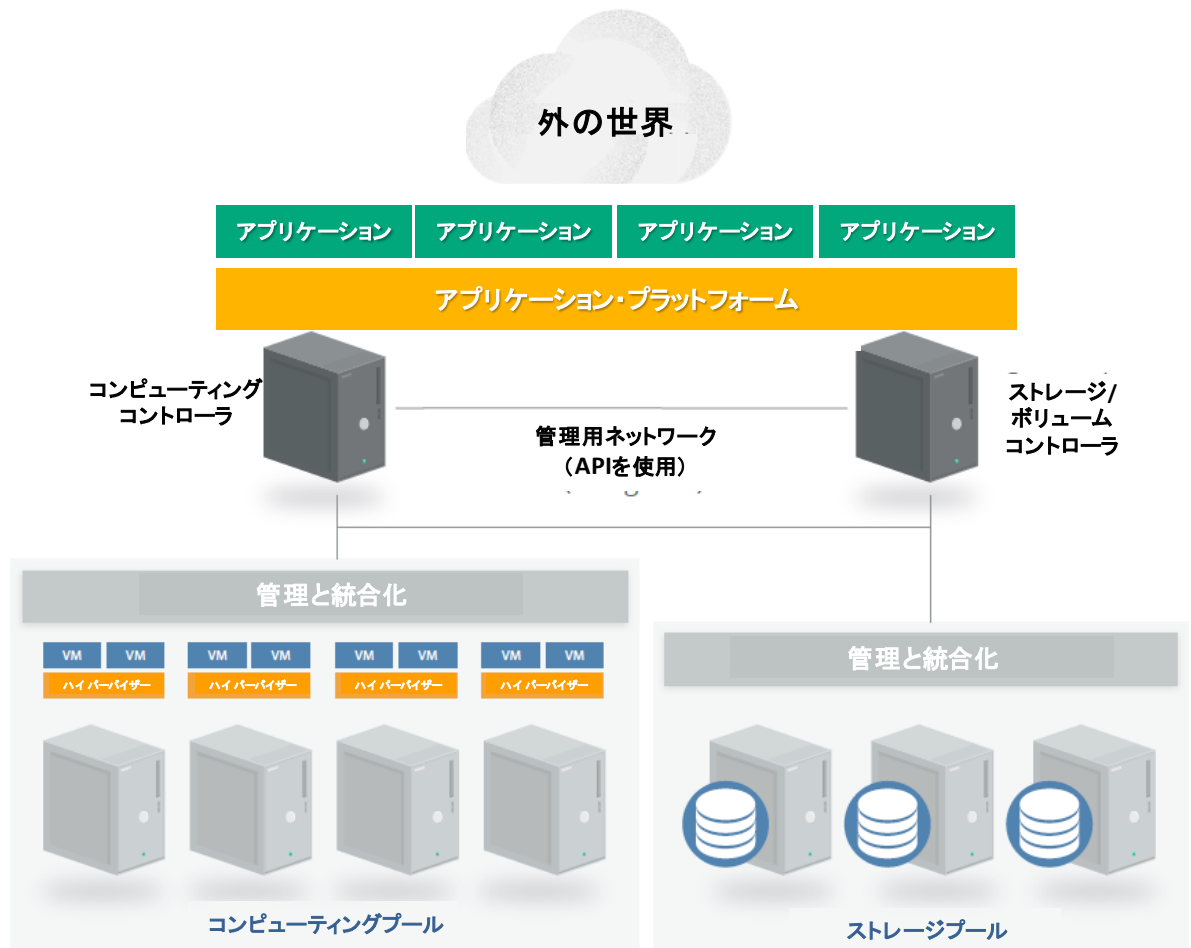 外の世界
アプリケーション アプリケーション アプリケーション アプリケーション
アプリケーション・プラットフォーム
コンピューティング
コントローラ
管理用ネットワーク
（APIを使用）
ストレージ/
ボリューム
コントローラ
管理と統合化
VM VM VM VM VM VM VM VM
ハイパーバイザー ハイパーバイザー ハイパーバイザー ハイパーバイザー
コンピューティングプール
管理と統合化
ストレージプール